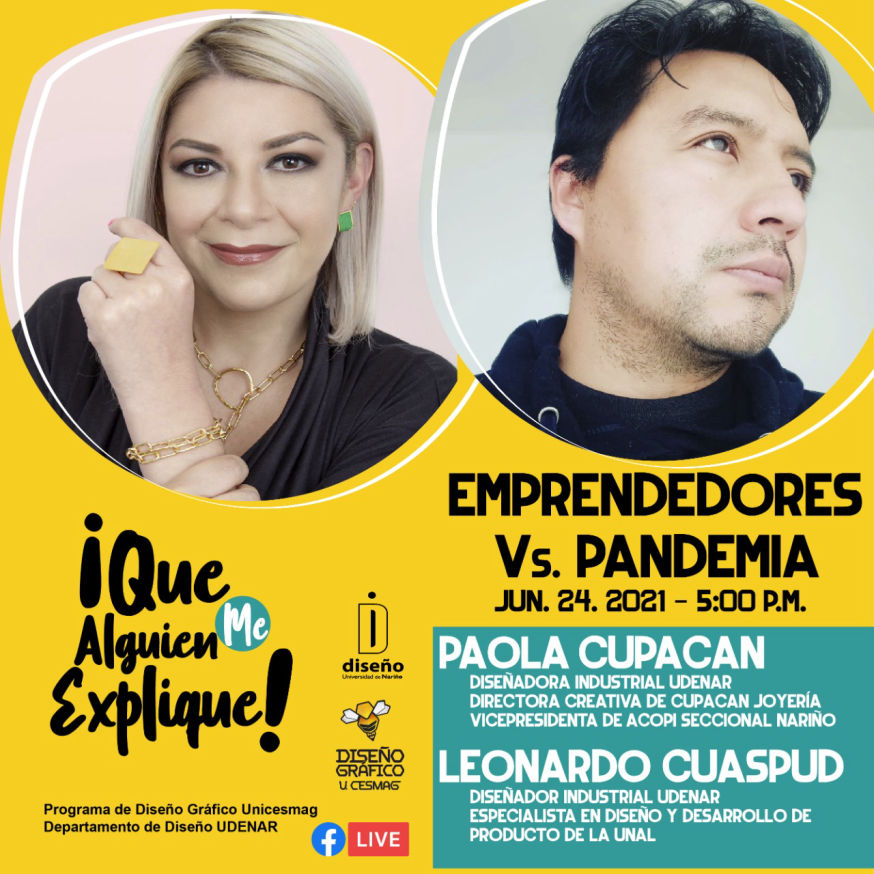 EMPRENDEDORES
Vs. PANDEMIA
JUN. 24. 2021 - 5:00 P.M.
¡Que
Alguien Me
Explique!
diseño
Universidad de Nariño
DISEÑO
GRÁFICO
U. CESMAG
Programa de Diseño Gráfico Unicesmag
Departamento de Diseño UDENAR
f LIVE
PAOLA CUPACAN
DISEÑADORA INDUSTRIAL UDENAR
DIRECTORA CREATIVA DE CUPACAN JOYERÍA
VICEPRESIDENTA DE ACOPI SECCIONAL NARIÑO
LEONARDO CUASPUD
DISEÑADOR INDUSTRIAL UDENAR
ESPECIALISTA EN DISEÑO Y DESARROLLO DE
PRODUCTO DE LA UNAL